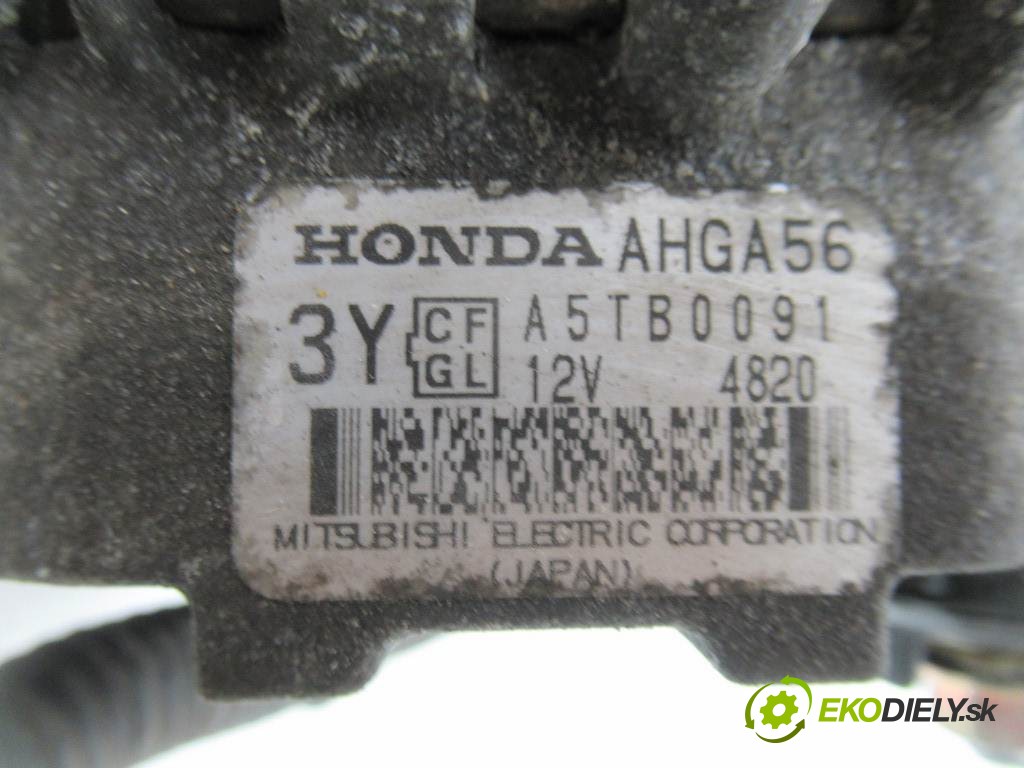 HONDA AHGA56
3Y CF A5TB0091
GL 12V 4820
MITSUBISHI ELECTRIC CORPORATION
(JAPAN)
EKODIELY.sk